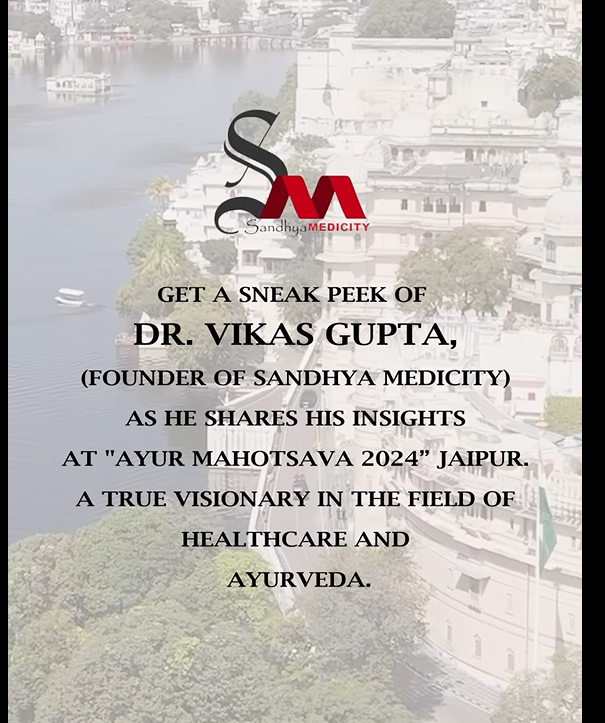 SM
SandhyaMEDICITY
GET A SNEAK PEEK OF
DR. VIKAS GUPTA,
(FOUNDER OF SANDHYA MEDICITY)
AS HE SHARES HIS INSIGHTS
AT "AYUR MAHOTSAVA 2024” JAIPUR.
A TRUE VISIONARY IN THE FIELD OF
HEALTHCARE AND
AYURVEDA.